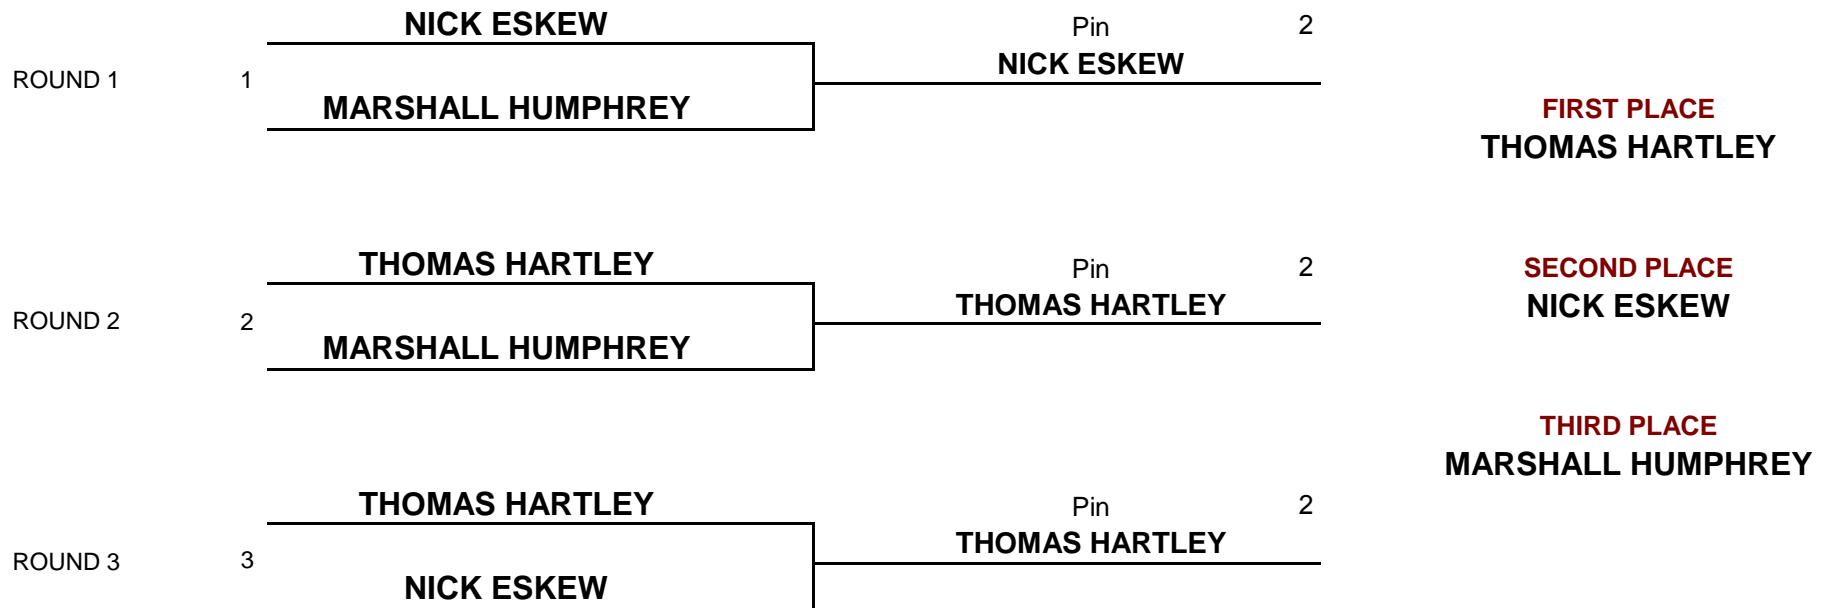 NICK ESKEW
Pin 2
ROUND 1 1
NICK ESKEW
MARSHALL HUMPHREY
FIRST PLACE
THOMAS HARTLEY
THOMAS HARTLEY
Pin 2
SECOND PLACE
ROUND 2 2
THOMAS HARTLEY
NICK ESKEW
MARSHALL HUMPHREY
THIRD PLACE
MARSHALL HUMPHREY
THOMAS HARTLEY
Pin 2
ROUND 3 3
THOMAS HARTLEY
NICK ESKEW